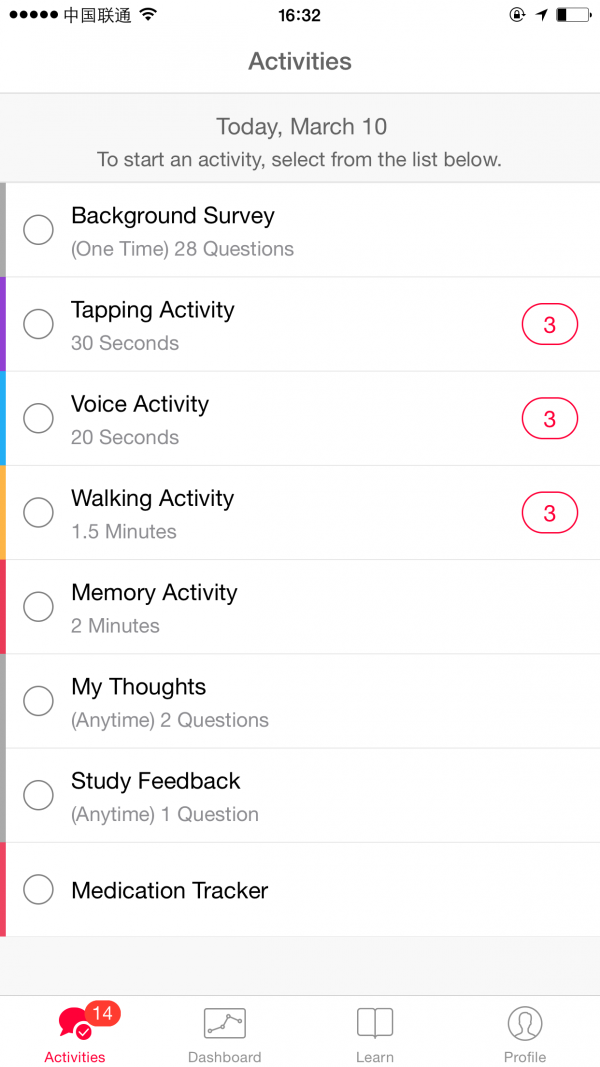 中国联通 16:32
Activities
Today, March 10
To start an activity, select from the list below.
Background Survey
(One Time) 28 Questions
Tapping Activity
30 Seconds
3
Voice Activity
20 Seconds
3
Walking Activity
1.5 Minutes
3
Memory Activity
2 Minutes
My Thoughts
(Anytime) 2 Questions
Study Feedback
(Anytime) 1 Question
Medication Tracker
14
Activities Dashboard Learn Profile